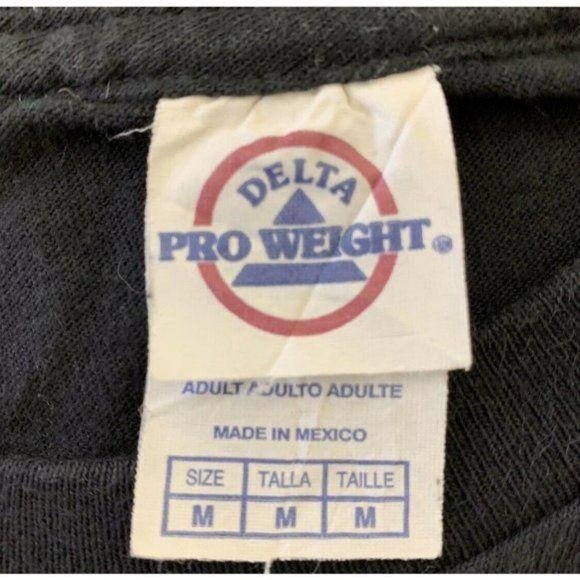 DELTA
PRO WEIGHT®
ADULT ADULTO ADULTE
MADE IN MEXICO
SIZE TALLA TAILLE
M M M